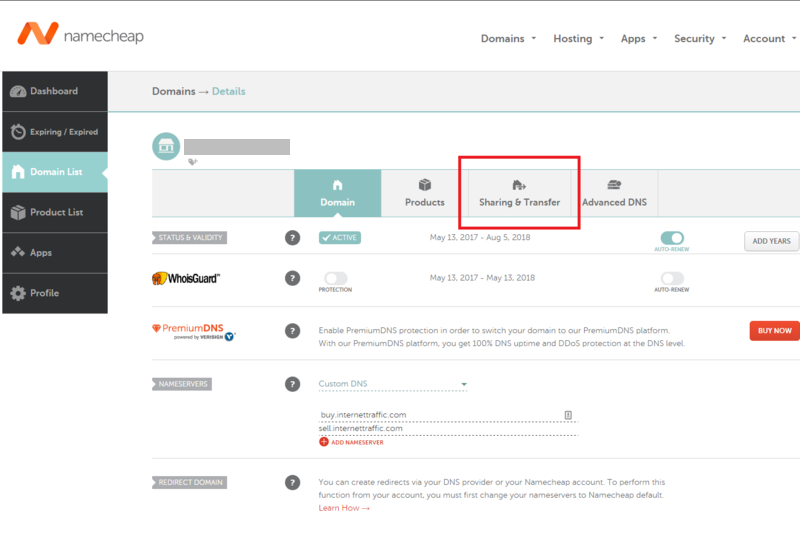 namecheap
Domains Hosting Apps Security Account
Dashboard
Expiring / Expired
Domain List
Product List
Apps
Profile
Domains → Details
Domain Products Sharing & Transfer Advanced DNS
STATUS & VALIDITY ? ACTIVE May 13, 2017 - Aug 5, 2018 AUTO-RENEW ADD YEARS
WhoisGuard ? PROTECTION May 13, 2017 - May 13, 2018 AUTO-RENEW
PremiumDNS
powered by VERISIGN
? Enable PremiumDNS protection in order to switch your domain to our PremiumDNS platform.
With our PremiumDNS platform, you get 100% DNS uptime and DDoS protection at the DNS level.
BUY NOW
NAMESERVERS ? Custom DNS
buy.internettraffic.com
sell.internettraffic.com
ADD NAMESERVER
REDIRECT DOMAIN ? You can create redirects via your DNS provider or your Namecheap account. To perform this
function from your account, you must first change your nameservers to Namecheap default.
Learn How →